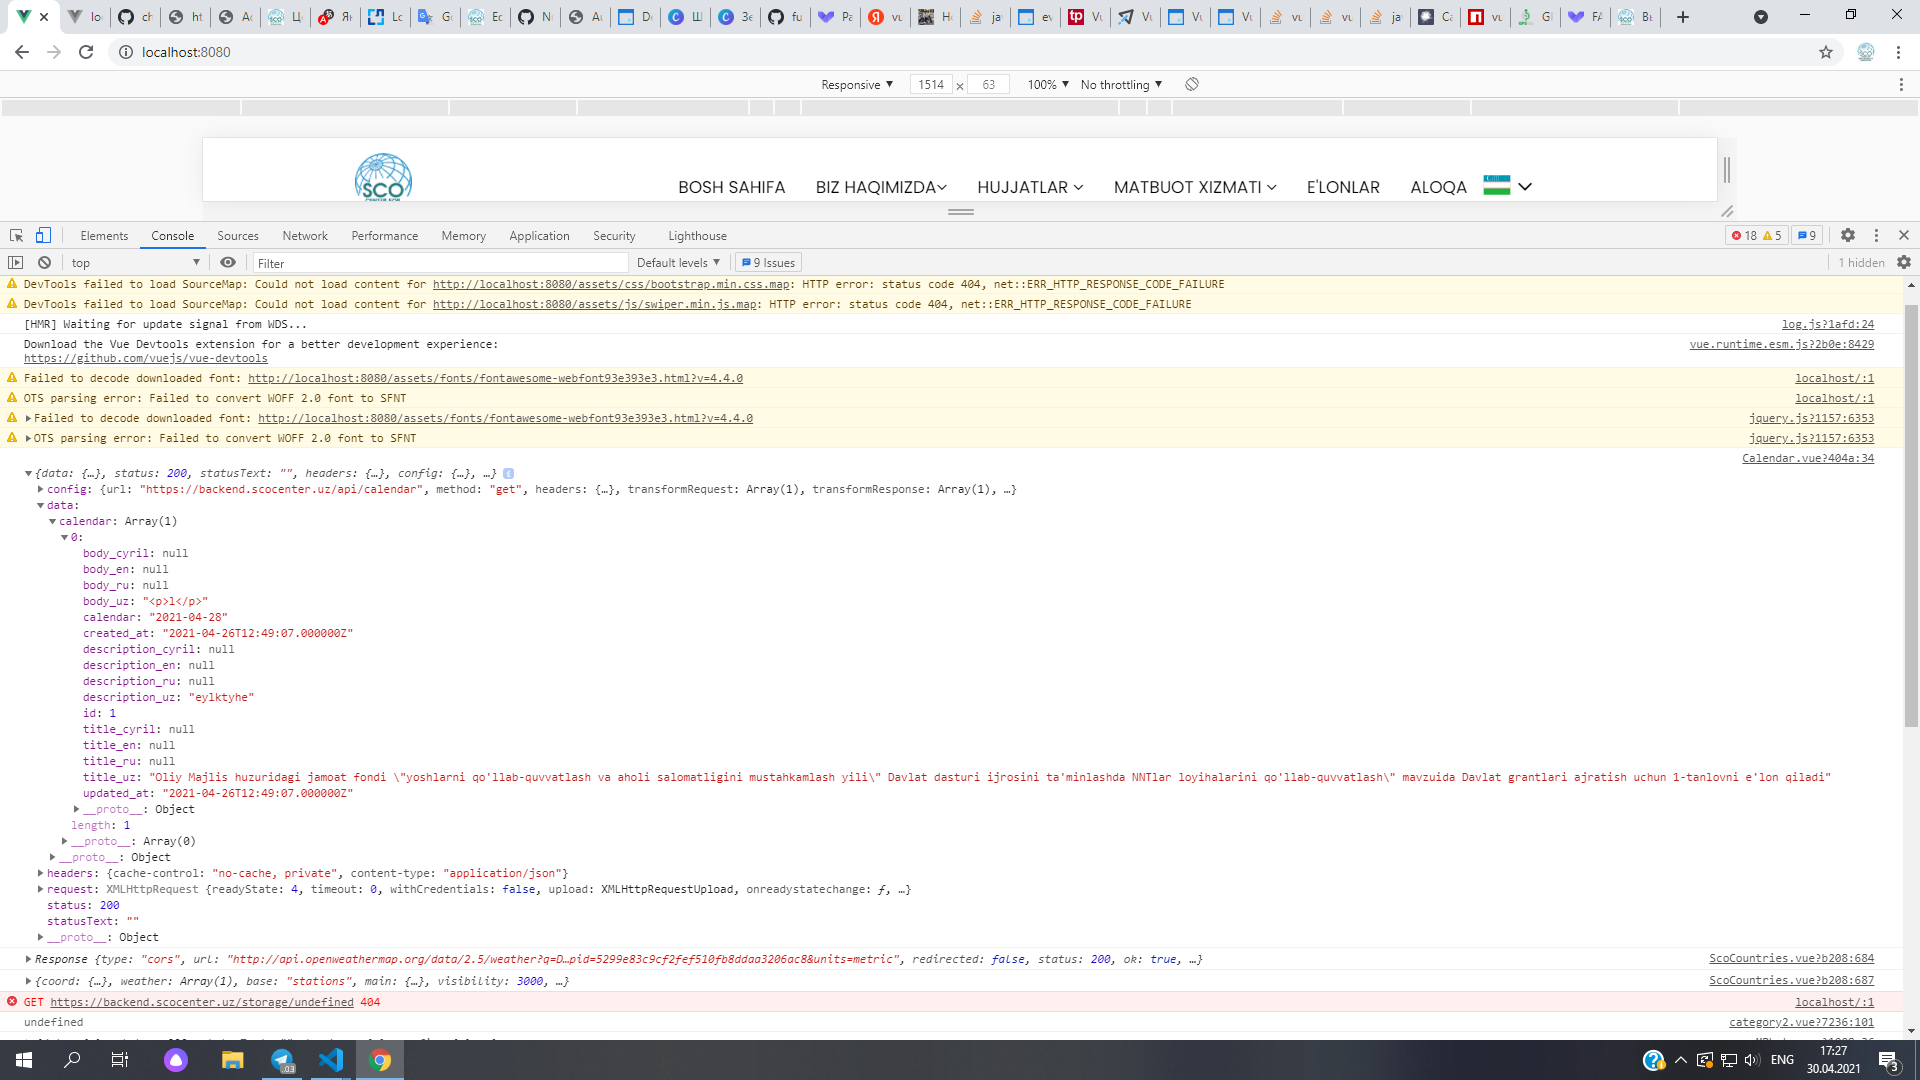 localhost:8080
Responsive ▼ 1514 × 63 100% ▼ No throttling ▼
SCO
BOSH SAHIFA BIZ HAQIMIZDA HUJJATLAR MATBUOT XIZMATI E'LONLAR ALOQA
Elements Console Sources Network Performance Memory Application Security Lighthouse 18 5 9
top ▼ Filter Default levels ▼ 9 Issues 1 hidden
DevTools failed to load SourceMap: Could not load content for http://localhost:8080/assets/css/bootstrap.min.css.map: HTTP error: status code 404, net::ERR_HTTP_RESPONSE_CODE_FAILURE
DevTools failed to load SourceMap: Could not load content for http://localhost:8080/assets/js/swiper.min.js.map: HTTP error: status code 404, net::ERR_HTTP_RESPONSE_CODE_FAILURE
[HMR] Waiting for update signal from WDS... log.js?1afd:24
Download the Vue Devtools extension for a better development experience: vue.runtime.esm.js?2b0e:8429
https://github.com/vuejs/vue-devtools
Failed to decode downloaded font: http://localhost:8080/assets/fonts/fontawesome-webfont93e393e3.html?v=4.4.0 localhost/:1
OTS parsing error: Failed to convert WOFF 2.0 font to SFNT localhost/:1
Failed to decode downloaded font: http://localhost:8080/assets/fonts/fontawesome-webfont93e393e3.html?v=4.4.0 jquery.js?1157:6353
OTS parsing error: Failed to convert WOFF 2.0 font to SFNT jquery.js?1157:6353
Calendar.vue?404a:34
{data: {…}, status: 200, statusText: "", headers: {…}, config: {…}, …}
config: {url: "https://backend.scocenter.uz/api/calendar", method: "get", headers: {…}, transformRequest: Array(1), transformResponse: Array(1), …}
data:
calendar: Array(1)
0:
body_cyril: null
body_en: null
body_ru: null
body_uz: "<p>l</p>"
calendar: "2021-04-28"
created_at: "2021-04-26T12:49:07.000000Z"
description_cyril: null
description_en: null
description_ru: null
description_uz: "eylktyhe"
id: 1
title_cyril: null
title_en: null
title_ru: null
title_uz: "Oliy Majlis huzuridagi jamoat fondi \"yoshlarni qo'llab-quvvatlash va aholi salomatligini mustahkamlash yili\" Davlat dasturi ijrosini ta'minlashda NNTlar loyihalarini qo'llab-quvvatlash\" mavzuida Davlat grantlari ajratish uchun 1-tanlovni e'lon qiladi"
updated_at: "2021-04-26T12:49:07.000000Z"
__proto__: Object
length: 1
__proto__: Array(0)
__proto__: Object
headers: {cache-control: "no-cache, private", content-type: "application/json"}
request: XMLHttpRequest {readyState: 4, timeout: 0, withCredentials: false, upload: XMLHttpRequestUpload, onreadystatechange: ƒ, …}
status: 200
statusText: ""
__proto__: Object
Response {type: "cors", url: "http://api.openweathermap.org/data/2.5/weather?q=D…pid=5299e83c9cf2fef510fb8ddaa3206ac8&units=metric", redirected: false, status: 200, ok: true, …} ScoCountries.vue?b208:684
{coord: {…}, weather: Array(1), base: "stations", main: {…}, visibility: 3000, …} ScoCountries.vue?b208:687
GET https://backend.scocenter.uz/storage/undefined 404 localhost/:1
undefined category2.vue?7236:101
.03 ENG 17:27
30.04.2021 3